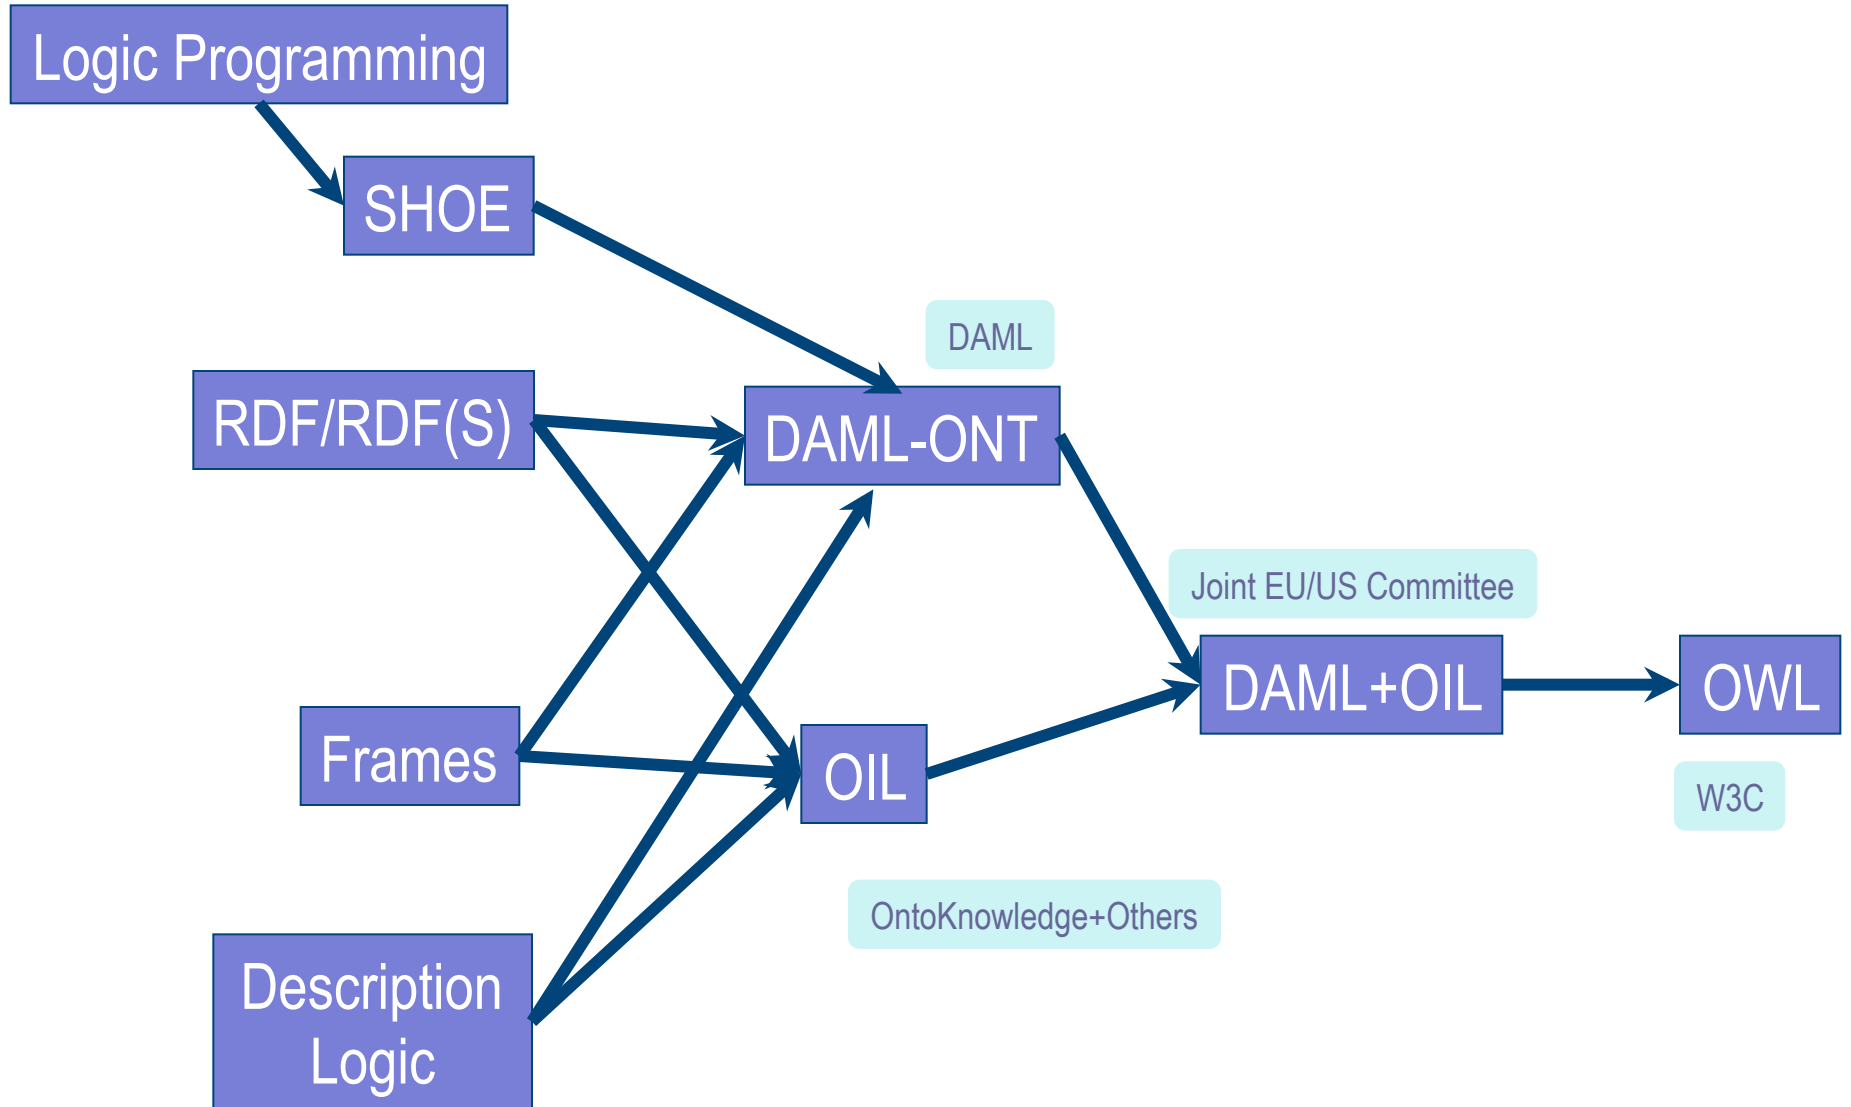 Logic Programming
SHOE
DAML
RDF/RDF(S)
DAML-ONT
Joint EU/US Committee
DAML+OIL
OWL
Frames
OIL
W3C
OntoKnowledge+Others
Description
Logic